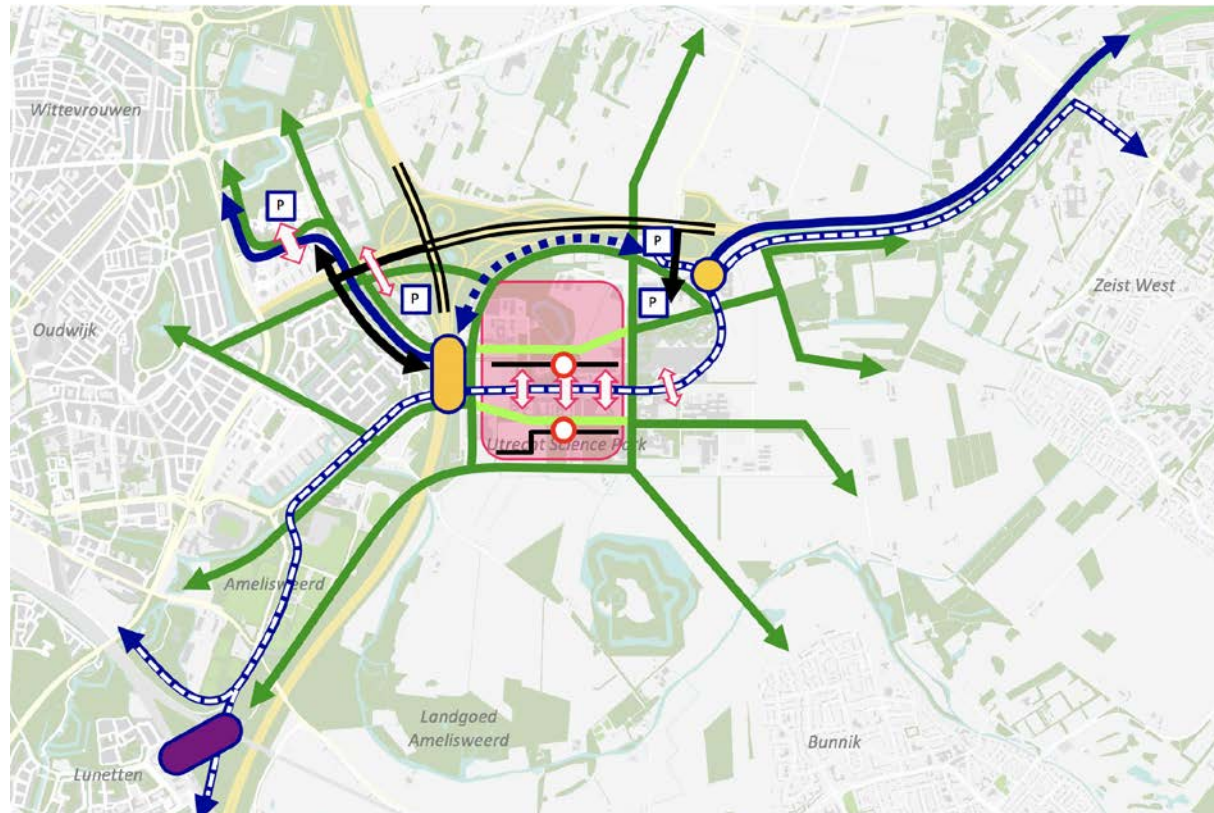 Wittevrouwen
P
P
Zeist West
P
P
Oudwijk
Utrecht Science Park
Amelisweerd
Landgoed
Amelisweerd
Bunnik
Lunetten